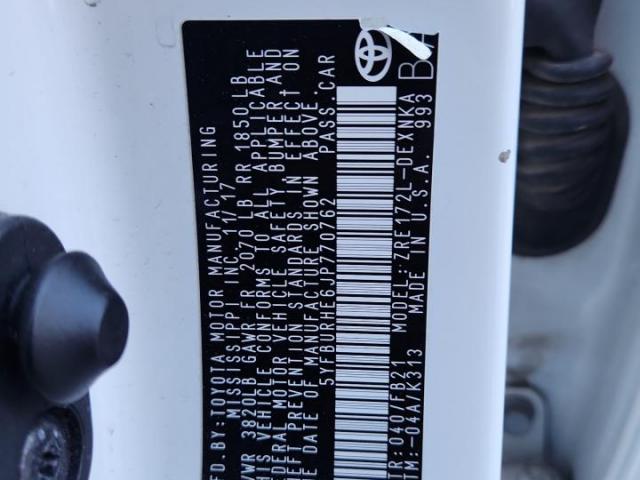 MFD.BY:TOYOTA MOTOR MANUFACTURING
MISSISSIPPI INC. 11/17
GVWR 3820LB GAWR FR 2070 LB RR 1850 LB
THIS VEHICLE CONFORMS TO ALL APPLICABLE
FEDERAL MOTOR VEHICLE SAFETY BUMPER AND
THEFT PREVENTION STANDARDS IN EFFECT ON
THE DATE OF MANUFACTURE SHOWN ABOVE.
5YFBURHE6JP770762 PASS.CAR
C/TR:040/FB21 MODEL:ZRE172L-DEXNKA
A/TM:-04A/K313 MADE IN U.S.A. 993